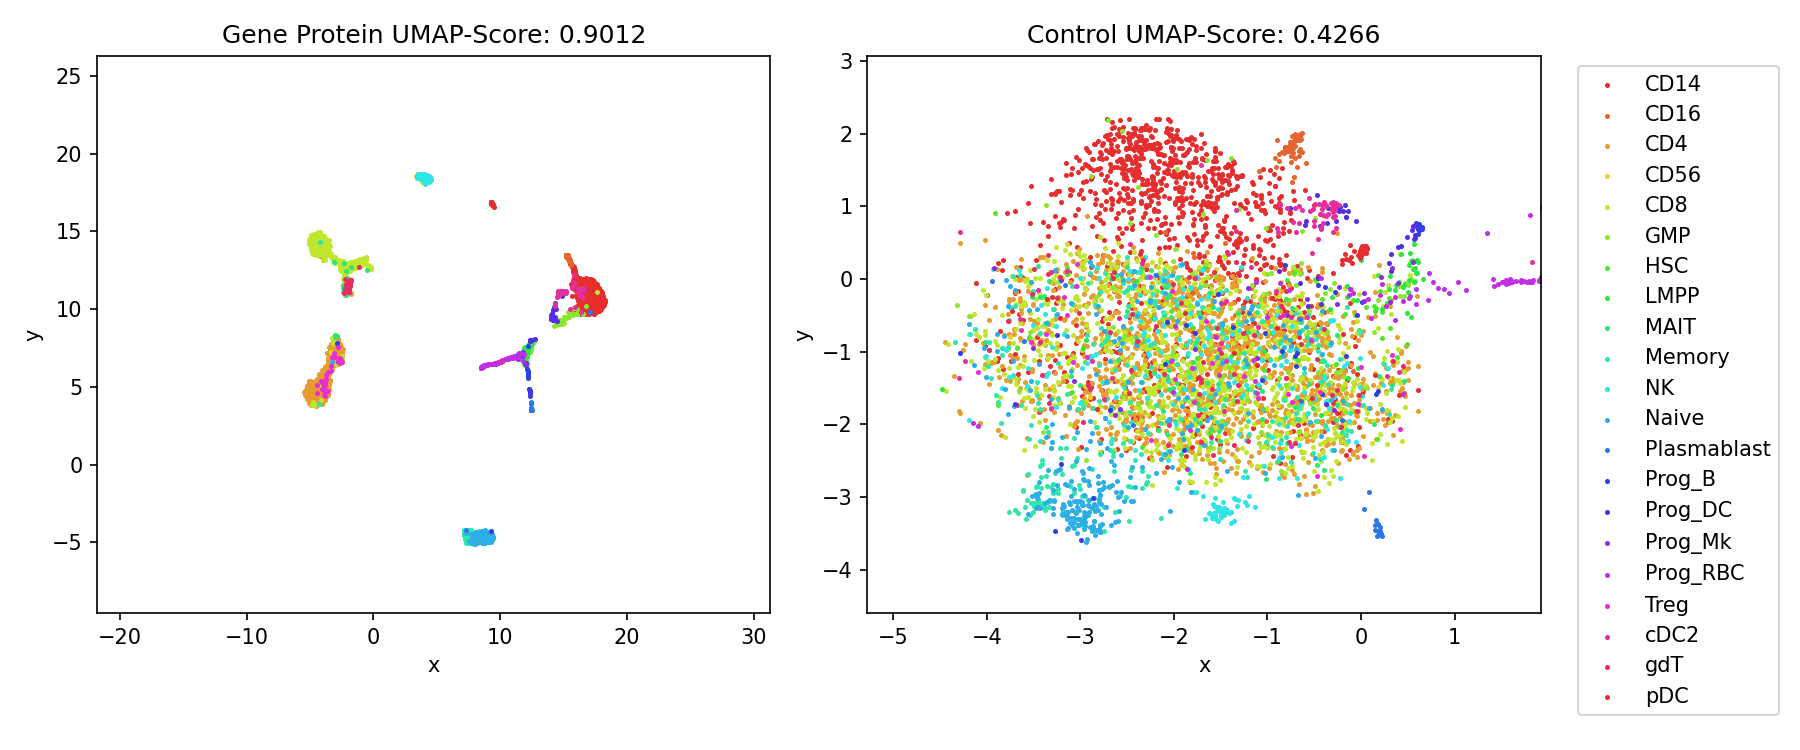 Gene Protein UMAP-Score: 0.9012
25
20
15
10
5
0
−5
−20
−10
0
10
20
30
x
y
Control UMAP-Score: 0.4266
3
2
1
0
−1
−2
−3
−4
−5
−4
−3
−2
−1
0
1
x
y
CD14
CD16
CD4
CD56
CD8
GMP
HSC
LMPP
MAIT
Memory
NK
Naive
Plasmablast
Prog_B
Prog_DC
Prog_Mk
Prog_RBC
Treg
cDC2
gdT
pDC